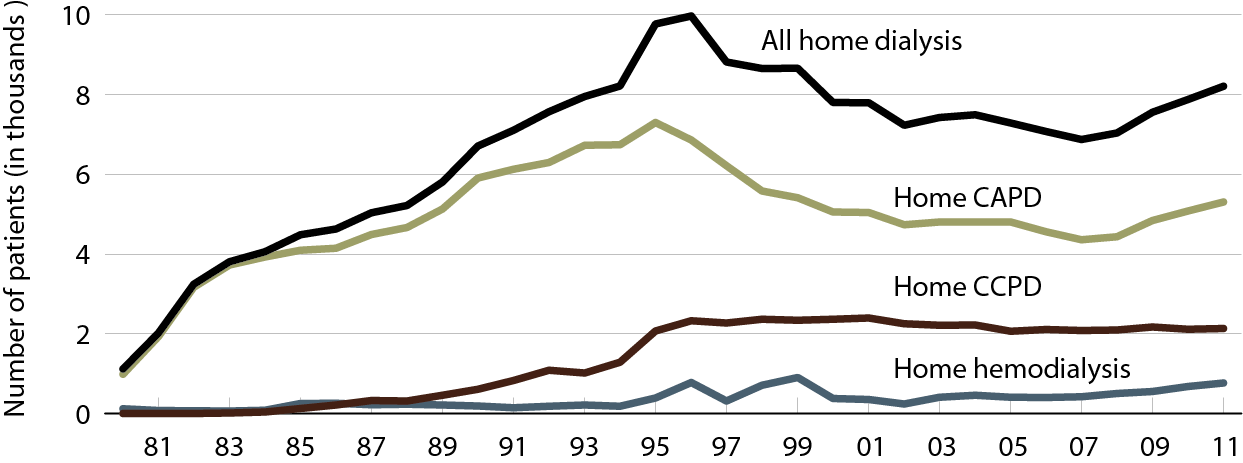 Number of patients (in thousands )
10
8
6
4
2
0
All home dialysis
Home CAPD
Home CCPD
Home hemodialysis
81 83 85 87 89 91 93 95 97 99 01 03 05 07 09 11